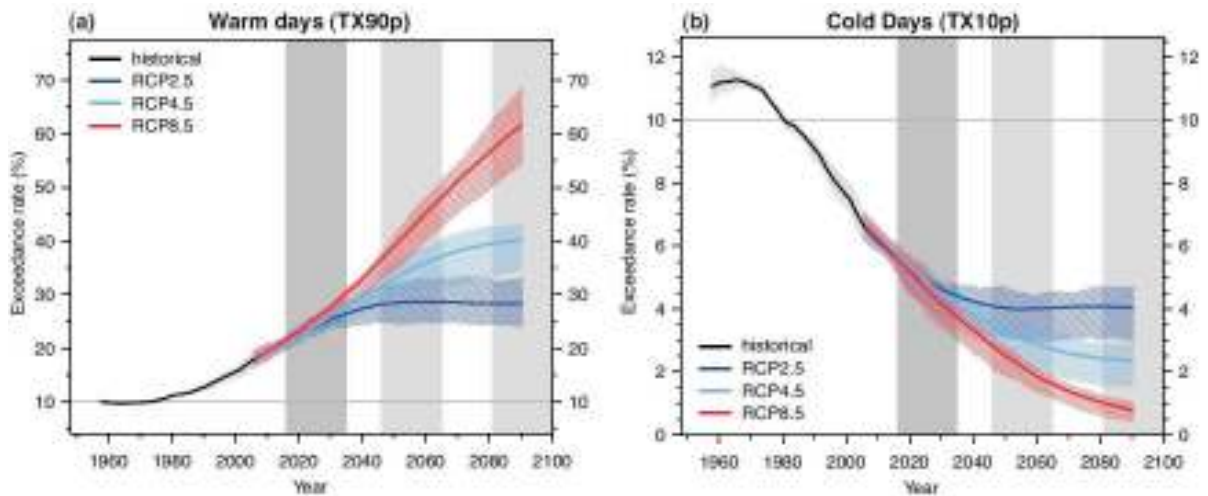 (a) Warm days (TX90p)
historical
RCP2.5
RCP4.5
RCP8.5
Exceedance rate (%)
70
60
50
40
30
20
10
70
60
50
40
30
20
10
1960 1980 2000 2020 2040 2060 2080 2100
Year
(b) Cold Days (TX10p)
Exceedance rate (%)
12
10
8
6
4
2
0
12
10
8
6
4
2
0
historical
RCP2.5
RCP4.5
RCP8.5
1960 1980 2000 2020 2040 2060 2080 2100
Year